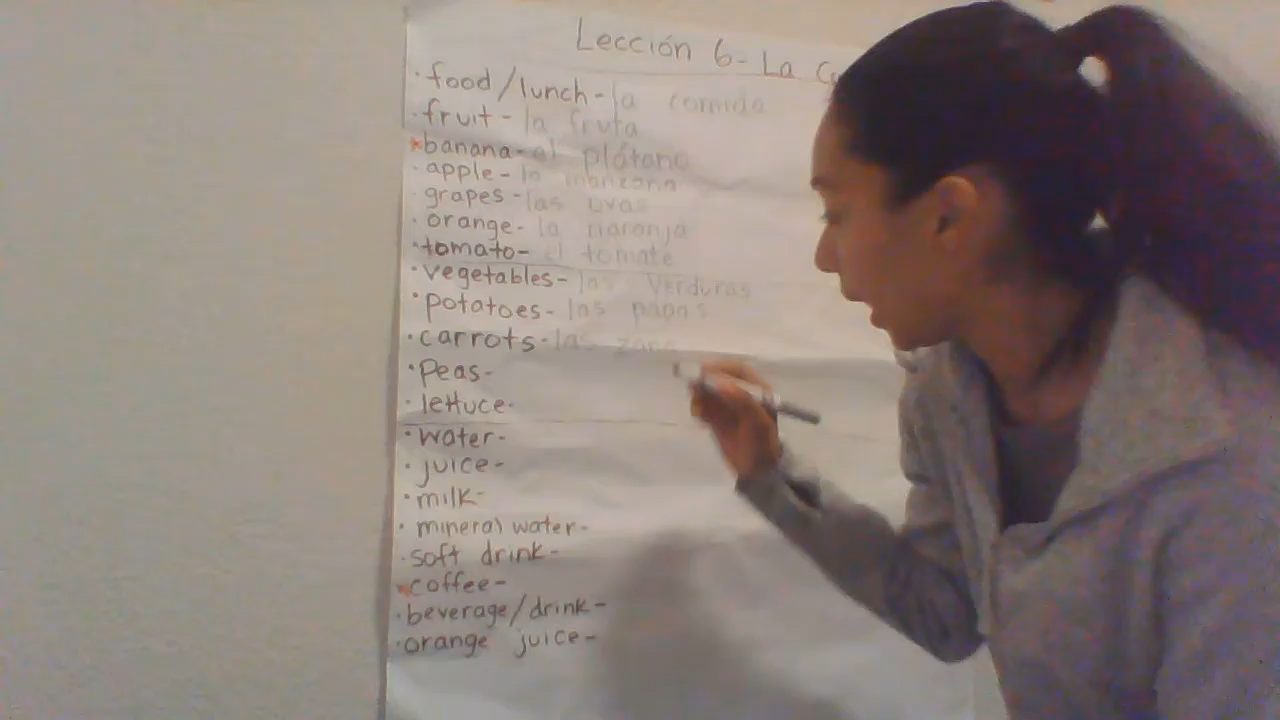 Lección 6- La
· food/lunch- la comida
· fruit- la fruta
*banana- el plátano
· apple- la manzana
· grapes- las uvas
· orange- la naranja
· tomato- el tomate
· vegetables- las verduras
· potatoes- las papas
· carrots- las zana
· peas-
· lettuce-
· water-
· juice-
· milk-
· mineral water-
· soft drink-
*coffee-
· beverage/drink-
· orange juice-